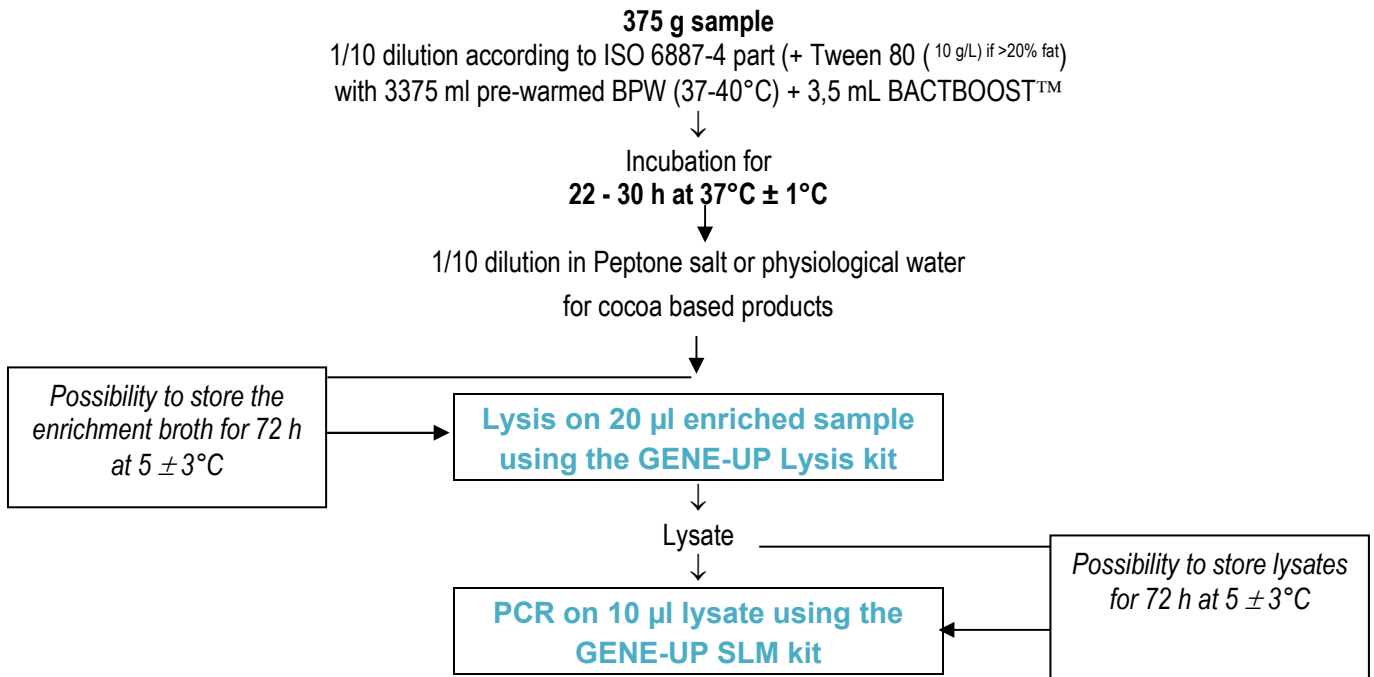 375 g sample
1/10 dilution according to ISO 6887-4 part (+ Tween 80 ( 10 g/L) if >20% fat)
with 3375 ml pre-warmed BPW (37-40°C) + 3,5 mL BACTBOOST™
↓
Incubation for
22 - 30 h at 37°C ± 1°C
1/10 dilution in Peptone salt or physiological water
for cocoa based products
Possibility to store the
enrichment broth for 72 h
at 5 ± 3°C
Lysis on 20 µl enriched sample
using the GENE-UP Lysis kit
↓
Lysate
↓
Possibility to store lysates
for 72 h at 5 ± 3°C
PCR on 10 µl lysate using the
GENE-UP SLM kit